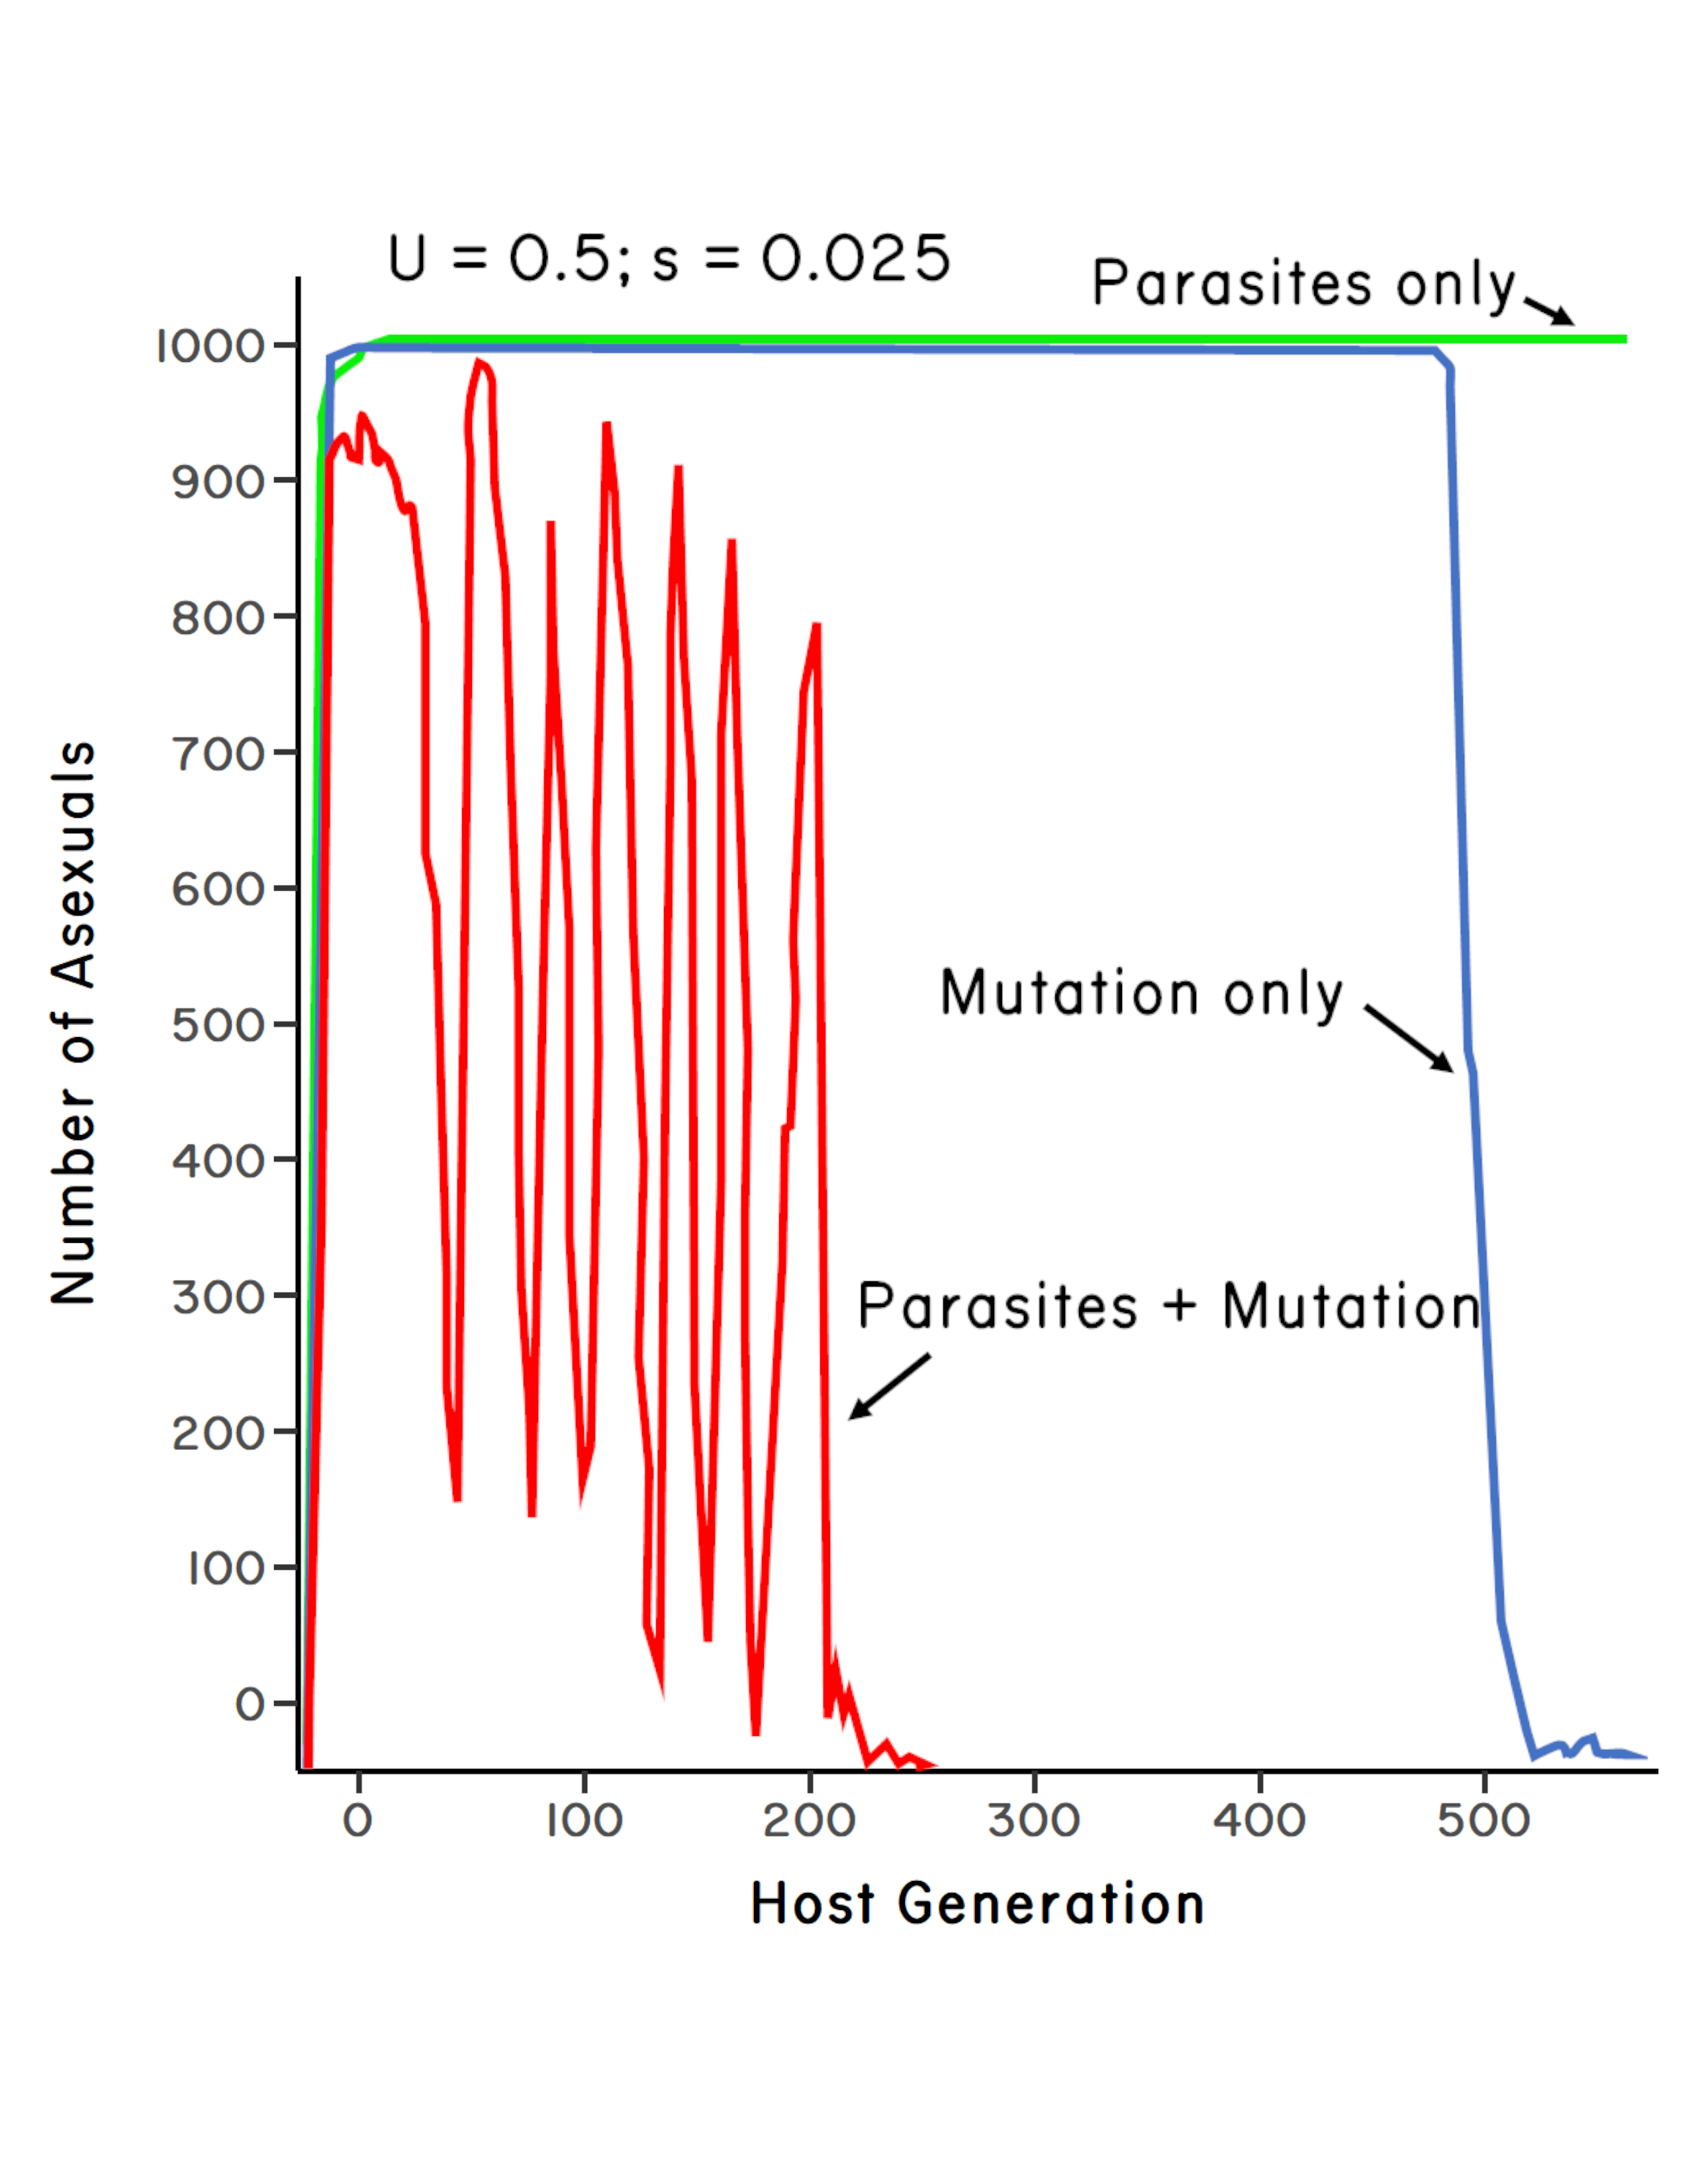 U = 0.5; s = 0.025
Parasites only
1000
900
800
700
600
500
400
300
200
100
0
Number of Asexuals
Mutation only
Parasites + Mutation
0 100 200 300 400 500
Host Generation